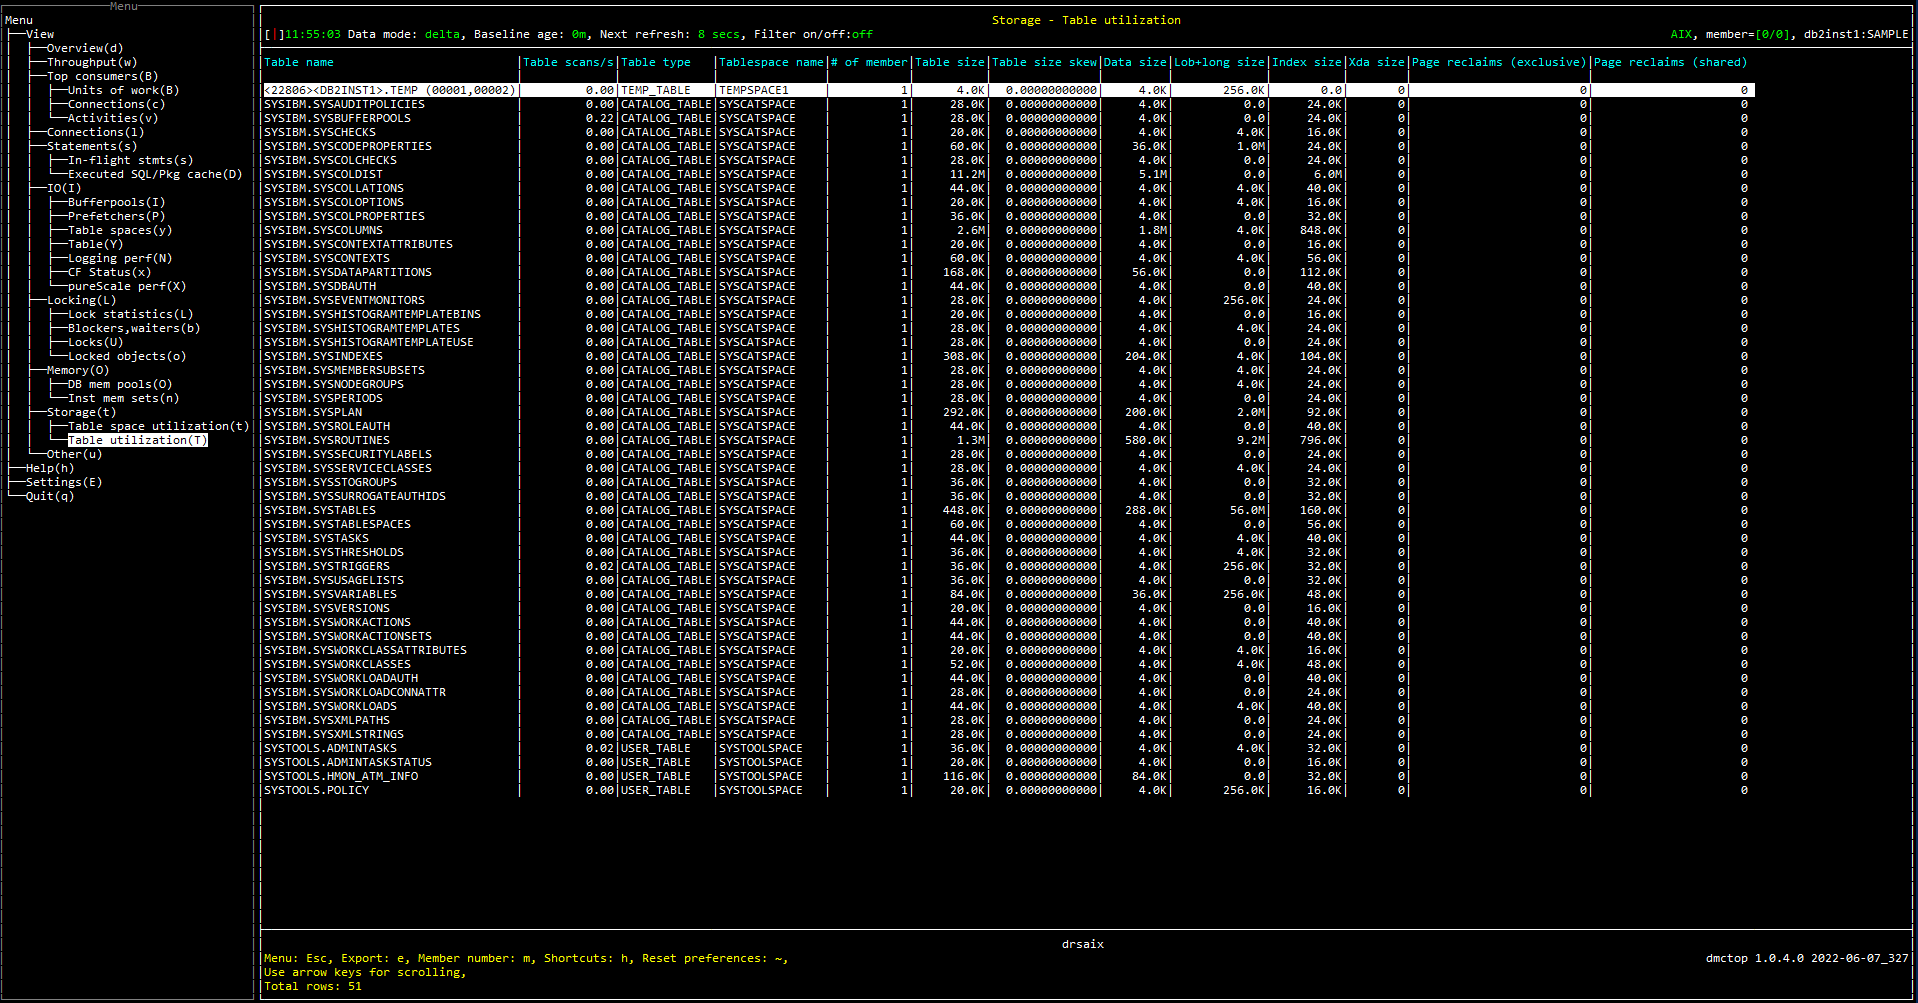 Menu
Menu
View
Overview(d)
Throughput(w)
Top consumers(B)
Units of work(B)
Connections(c)
Activities(v)
Connections(l)
Statements(s)
In-flight stmts(s)
Executed SQL/Pkg cache(D)
IO(I)
Bufferpools(I)
Prefetchers(P)
Table spaces(y)
Table(Y)
Logging perf(N)
CF Status(x)
pureScale perf(X)
Locking(L)
Lock statistics(L)
Blockers,waiters(b)
Locks(U)
Locked objects(o)
Memory(O)
DB mem pools(O)
Inst mem sets(n)
Storage(t)
Table space utilization(t)
Table utilization(T)
Other(u)
Help(h)
Settings(E)
Quit(q)
Storage - Table utilization
[|]11:55:03 Data mode: delta, Baseline age: 0m, Next refresh: 8 secs, Filter on/off:off AIX, member=[0/0], db2inst1:SAMPLE
Table name |Table scans/s|Table type |Tablespace name|# of member|Table size|Table size skew|Data size|Lob+long size|Index size|Xda size|Page reclaims (exclusive)|Page reclaims (shared)
<22806><DB2INST1>.TEMP (00001,00002)| 0.00|TEMP_TABLE |TEMPSPACE1 | 1| 4.0K| 0.00000000000| 4.0K| 256.0K| 0.0| 0| 0| 0
SYSIBM.SYSAUDITPOLICIES | 0.00|CATALOG_TABLE|SYSCATSPACE | 1| 28.0K| 0.00000000000| 4.0K| 0.0| 24.0K| 0| 0| 0
SYSIBM.SYSBUFFERPOOLS | 0.22|CATALOG_TABLE|SYSCATSPACE | 1| 28.0K| 0.00000000000| 4.0K| 0.0| 24.0K| 0| 0| 0
SYSIBM.SYSCHECKS | 0.00|CATALOG_TABLE|SYSCATSPACE | 1| 20.0K| 0.00000000000| 4.0K| 4.0K| 16.0K| 0| 0| 0
SYSIBM.SYSCODEPROPERTIES | 0.00|CATALOG_TABLE|SYSCATSPACE | 1| 60.0K| 0.00000000000| 36.0K| 1.0M| 24.0K| 0| 0| 0
SYSIBM.SYSCOLCHECKS | 0.00|CATALOG_TABLE|SYSCATSPACE | 1| 28.0K| 0.00000000000| 4.0K| 0.0| 24.0K| 0| 0| 0
SYSIBM.SYSCOLDIST | 0.00|CATALOG_TABLE|SYSCATSPACE | 1| 11.2M| 0.00000000000| 5.1M| 0.0| 6.0M| 0| 0| 0
SYSIBM.SYSCOLLATIONS | 0.00|CATALOG_TABLE|SYSCATSPACE | 1| 44.0K| 0.00000000000| 4.0K| 4.0K| 40.0K| 0| 0| 0
SYSIBM.SYSCOLOPTIONS | 0.00|CATALOG_TABLE|SYSCATSPACE | 1| 20.0K| 0.00000000000| 4.0K| 4.0K| 16.0K| 0| 0| 0
SYSIBM.SYSCOLPROPERTIES | 0.00|CATALOG_TABLE|SYSCATSPACE | 1| 36.0K| 0.00000000000| 4.0K| 0.0| 32.0K| 0| 0| 0
SYSIBM.SYSCOLUMNS | 0.00|CATALOG_TABLE|SYSCATSPACE | 1| 2.6M| 0.00000000000| 1.8M| 4.0K| 848.0K| 0| 0| 0
SYSIBM.SYSCONTEXTATTRIBUTES | 0.00|CATALOG_TABLE|SYSCATSPACE | 1| 20.0K| 0.00000000000| 4.0K| 0.0| 16.0K| 0| 0| 0
SYSIBM.SYSCONTEXTS | 0.00|CATALOG_TABLE|SYSCATSPACE | 1| 60.0K| 0.00000000000| 4.0K| 4.0K| 56.0K| 0| 0| 0
SYSIBM.SYSDATAPARTITIONS | 0.00|CATALOG_TABLE|SYSCATSPACE | 1| 168.0K| 0.00000000000| 56.0K| 0.0| 112.0K| 0| 0| 0
SYSIBM.SYSDBAUTH | 0.00|CATALOG_TABLE|SYSCATSPACE | 1| 44.0K| 0.00000000000| 4.0K| 0.0| 40.0K| 0| 0| 0
SYSIBM.SYSEVENTMONITORS | 0.00|CATALOG_TABLE|SYSCATSPACE | 1| 28.0K| 0.00000000000| 4.0K| 256.0K| 24.0K| 0| 0| 0
SYSIBM.SYSHISTOGRAMTEMPLATEBINS | 0.00|CATALOG_TABLE|SYSCATSPACE | 1| 20.0K| 0.00000000000| 4.0K| 0.0| 16.0K| 0| 0| 0
SYSIBM.SYSHISTOGRAMTEMPLATES | 0.00|CATALOG_TABLE|SYSCATSPACE | 1| 28.0K| 0.00000000000| 4.0K| 4.0K| 24.0K| 0| 0| 0
SYSIBM.SYSHISTOGRAMTEMPLATEUSE | 0.00|CATALOG_TABLE|SYSCATSPACE | 1| 28.0K| 0.00000000000| 4.0K| 0.0| 24.0K| 0| 0| 0
SYSIBM.SYSINDEXES | 0.00|CATALOG_TABLE|SYSCATSPACE | 1| 308.0K| 0.00000000000| 204.0K| 4.0K| 104.0K| 0| 0| 0
SYSIBM.SYSMEMBERSUBSETS | 0.00|CATALOG_TABLE|SYSCATSPACE | 1| 28.0K| 0.00000000000| 4.0K| 4.0K| 24.0K| 0| 0| 0
SYSIBM.SYSNODEGROUPS | 0.00|CATALOG_TABLE|SYSCATSPACE | 1| 28.0K| 0.00000000000| 4.0K| 4.0K| 24.0K| 0| 0| 0
SYSIBM.SYSPERIODS | 0.00|CATALOG_TABLE|SYSCATSPACE | 1| 28.0K| 0.00000000000| 4.0K| 0.0| 24.0K| 0| 0| 0
SYSIBM.SYSPLAN | 0.00|CATALOG_TABLE|SYSCATSPACE | 1| 292.0K| 0.00000000000| 200.0K| 2.0M| 92.0K| 0| 0| 0
SYSIBM.SYSROLEAUTH | 0.00|CATALOG_TABLE|SYSCATSPACE | 1| 44.0K| 0.00000000000| 4.0K| 0.0| 40.0K| 0| 0| 0
SYSIBM.SYSROUTINES | 0.00|CATALOG_TABLE|SYSCATSPACE | 1| 1.3M| 0.00000000000| 580.0K| 9.2M| 796.0K| 0| 0| 0
SYSIBM.SYSSECURITYLABELS | 0.00|CATALOG_TABLE|SYSCATSPACE | 1| 28.0K| 0.00000000000| 4.0K| 0.0| 24.0K| 0| 0| 0
SYSIBM.SYSSERVICECLASSES | 0.00|CATALOG_TABLE|SYSCATSPACE | 1| 28.0K| 0.00000000000| 4.0K| 4.0K| 24.0K| 0| 0| 0
SYSIBM.SYSSTOGROUPS | 0.00|CATALOG_TABLE|SYSCATSPACE | 1| 36.0K| 0.00000000000| 4.0K| 0.0| 32.0K| 0| 0| 0
SYSIBM.SYSSURROGATEAUTHIDS | 0.00|CATALOG_TABLE|SYSCATSPACE | 1| 36.0K| 0.00000000000| 4.0K| 0.0| 32.0K| 0| 0| 0
SYSIBM.SYSTABLES | 0.00|CATALOG_TABLE|SYSCATSPACE | 1| 448.0K| 0.00000000000| 288.0K| 56.0M| 160.0K| 0| 0| 0
SYSIBM.SYSTABLESPACES | 0.00|CATALOG_TABLE|SYSCATSPACE | 1| 60.0K| 0.00000000000| 4.0K| 0.0| 56.0K| 0| 0| 0
SYSIBM.SYSTASKS | 0.00|CATALOG_TABLE|SYSCATSPACE | 1| 44.0K| 0.00000000000| 4.0K| 4.0K| 40.0K| 0| 0| 0
SYSIBM.SYSTHRESHOLDS | 0.00|CATALOG_TABLE|SYSCATSPACE | 1| 36.0K| 0.00000000000| 4.0K| 4.0K| 32.0K| 0| 0| 0
SYSIBM.SYSTRIGGERS | 0.02|CATALOG_TABLE|SYSCATSPACE | 1| 36.0K| 0.00000000000| 4.0K| 256.0K| 32.0K| 0| 0| 0
SYSIBM.SYSUSAGELISTS | 0.00|CATALOG_TABLE|SYSCATSPACE | 1| 36.0K| 0.00000000000| 4.0K| 0.0| 32.0K| 0| 0| 0
SYSIBM.SYSVARIABLES | 0.00|CATALOG_TABLE|SYSCATSPACE | 1| 84.0K| 0.00000000000| 36.0K| 256.0K| 48.0K| 0| 0| 0
SYSIBM.SYSVERSIONS | 0.00|CATALOG_TABLE|SYSCATSPACE | 1| 20.0K| 0.00000000000| 4.0K| 0.0| 16.0K| 0| 0| 0
SYSIBM.SYSWORKACTIONS | 0.00|CATALOG_TABLE|SYSCATSPACE | 1| 44.0K| 0.00000000000| 4.0K| 0.0| 40.0K| 0| 0| 0
SYSIBM.SYSWORKACTIONSETS | 0.00|CATALOG_TABLE|SYSCATSPACE | 1| 44.0K| 0.00000000000| 4.0K| 0.0| 40.0K| 0| 0| 0
SYSIBM.SYSWORKCLASSATTRIBUTES | 0.00|CATALOG_TABLE|SYSCATSPACE | 1| 20.0K| 0.00000000000| 4.0K| 4.0K| 16.0K| 0| 0| 0
SYSIBM.SYSWORKCLASSES | 0.00|CATALOG_TABLE|SYSCATSPACE | 1| 52.0K| 0.00000000000| 4.0K| 4.0K| 48.0K| 0| 0| 0
SYSIBM.SYSWORKLOADAUTH | 0.00|CATALOG_TABLE|SYSCATSPACE | 1| 44.0K| 0.00000000000| 4.0K| 0.0| 40.0K| 0| 0| 0
SYSIBM.SYSWORKLOADCONNATTR | 0.00|CATALOG_TABLE|SYSCATSPACE | 1| 28.0K| 0.00000000000| 4.0K| 0.0| 24.0K| 0| 0| 0
SYSIBM.SYSWORKLOADS | 0.00|CATALOG_TABLE|SYSCATSPACE | 1| 44.0K| 0.00000000000| 4.0K| 4.0K| 40.0K| 0| 0| 0
SYSIBM.SYSXMLPATHS | 0.00|CATALOG_TABLE|SYSCATSPACE | 1| 28.0K| 0.00000000000| 4.0K| 0.0| 24.0K| 0| 0| 0
SYSIBM.SYSXMLSTRINGS | 0.00|CATALOG_TABLE|SYSCATSPACE | 1| 28.0K| 0.00000000000| 4.0K| 0.0| 24.0K| 0| 0| 0
SYSTOOLS.ADMINTASKS | 0.02|USER_TABLE |SYSTOOLSPACE | 1| 36.0K| 0.00000000000| 4.0K| 4.0K| 32.0K| 0| 0| 0
SYSTOOLS.ADMINTASKSTATUS | 0.00|USER_TABLE |SYSTOOLSPACE | 1| 20.0K| 0.00000000000| 4.0K| 0.0| 16.0K| 0| 0| 0
SYSTOOLS.HMON_ATM_INFO | 0.00|USER_TABLE |SYSTOOLSPACE | 1| 116.0K| 0.00000000000| 84.0K| 0.0| 32.0K| 0| 0| 0
SYSTOOLS.POLICY | 0.00|USER_TABLE |SYSTOOLSPACE | 1| 20.0K| 0.00000000000| 4.0K| 256.0K| 16.0K| 0| 0| 0
drsaix
Menu: Esc, Export: e, Member number: m, Shortcuts: h, Reset preferences: ~, dmctop 1.0.4.0 2022-06-07_327
Use arrow keys for scrolling,
Total rows: 51